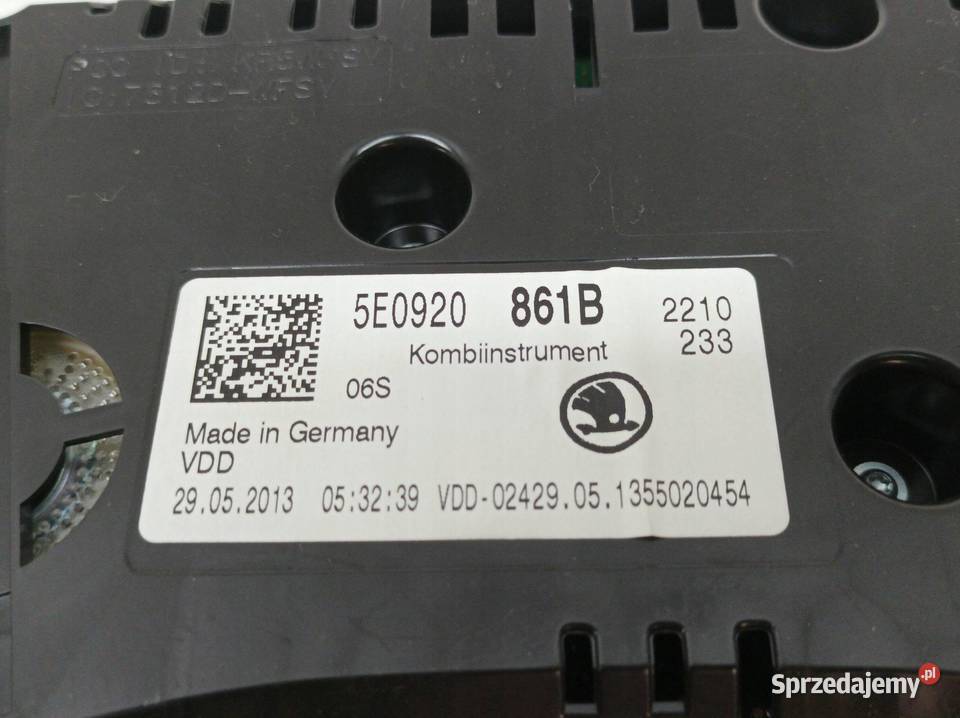 5E0920 861B 2210
233
Kombiinstrument
06S
Made in Germany
VDD
29.05.2013 05:32:39 VDD-02429.05.1355020454
Sprzedajemy.pl